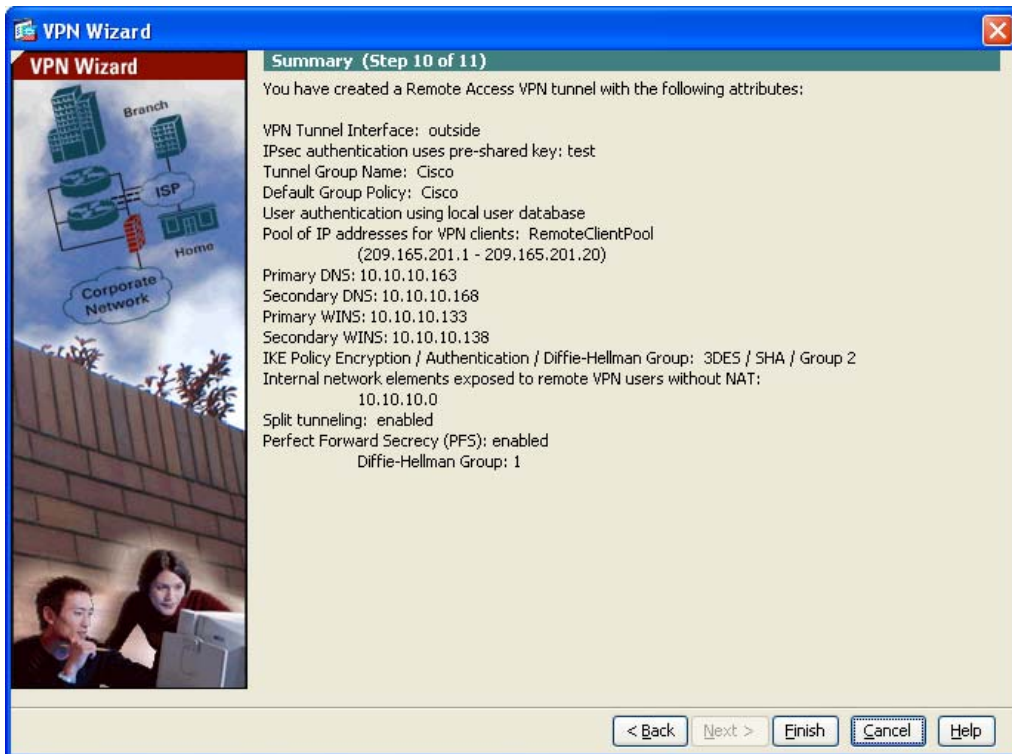 VPN Wizard
VPN Wizard
Branch
ISP
Home
Corporate
Network
Summary (Step 10 of 11)
You have created a Remote Access VPN tunnel with the following attributes:
VPN Tunnel Interface: outside
IPsec authentication uses pre-shared key: test
Tunnel Group Name: Cisco
Default Group Policy: Cisco
User authentication using local user database
Pool of IP addresses for VPN clients: RemoteClientPool
(209.165.201.1 - 209.165.201.20)
Primary DNS: 10.10.10.163
Secondary DNS: 10.10.10.168
Primary WINS: 10.10.10.133
Secondary WINS: 10.10.10.138
IKE Policy Encryption / Authentication / Diffie-Hellman Group: 3DES / SHA / Group 2
Internal network elements exposed to remote VPN users without NAT:
10.10.10.0
Split tunneling: enabled
Perfect Forward Secrecy (PFS): enabled
Diffie-Hellman Group: 1
< Back Next > Finish Cancel Help